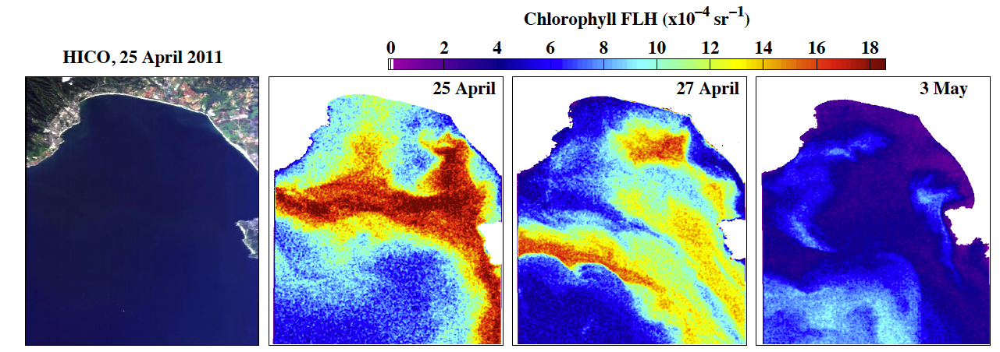 Chlorophyll FLH (x10⁻⁴ sr⁻¹)
0 2 4 6 8 10 12 14 16 18
HICO, 25 April 2011
25 April
27 April
3 May